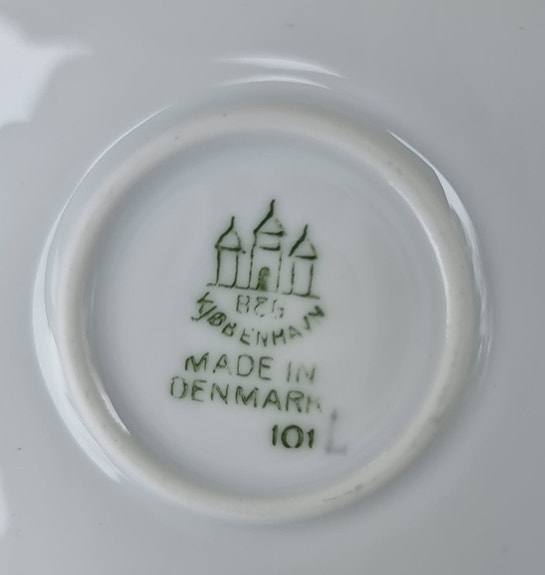 B&G
KJØBENHAVN
MADE IN
DENMARK
101 L